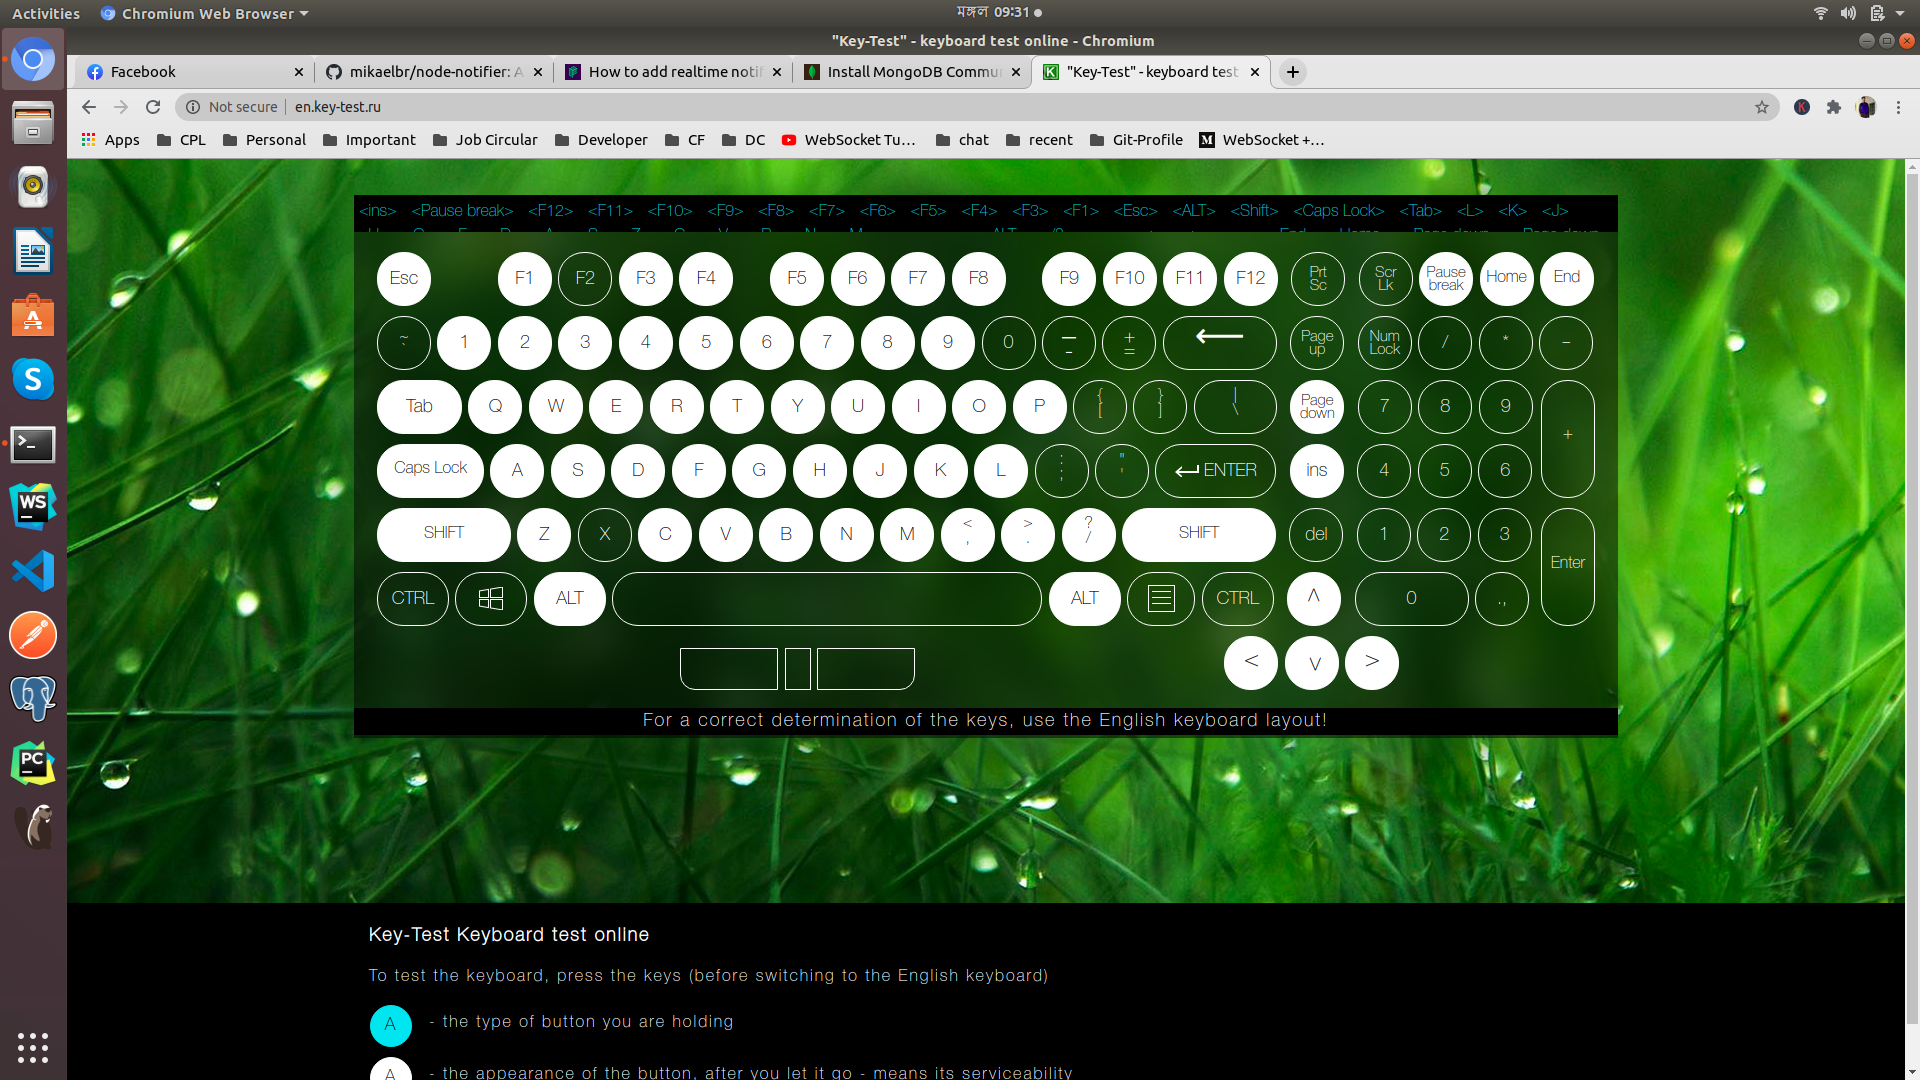 Activities Chromium Web Browser মঙ্গল 09:31
"Key-Test" - keyboard test online - Chromium
Facebook mikaelbr/node-notifier: A How to add realtime notif Install MongoDB Commu "Key-Test" - keyboard test
Not secure en.key-test.ru
Apps CPL Personal Important Job Circular Developer CF DC WebSocket Tu... chat recent Git-Profile WebSocket +...
<ins> <Pause break> <F12> <F11> <F10> <F9> <F8> <F7> <F6> <F5> <F4> <F3> <F1> <Esc> <ALT> <Shift> <Caps Lock> <Tab> <L> <K> <J>
Esc F1 F2 F3 F4 F5 F6 F7 F8 F9 F10 F11 F12 Prt Sc Scr Lk Pause break Home End
~ ` 1 2 3 4 5 6 7 8 9 0 — - + = Page up Num Lock / * -
Tab Q W E R T Y U I O P { [ } ] | \ Page down 7 8 9 +
Caps Lock A S D F G H J K L : ; " ' ENTER ins 4 5 6
SHIFT Z X C V B N M < , > . ? / SHIFT del 1 2 3 Enter
CTRL ALT ALT CTRL ^ 0 .,
< v >
For a correct determination of the keys, use the English keyboard layout!
Key-Test Keyboard test online
To test the keyboard, press the keys (before switching to the English keyboard)
A - the type of button you are holding
A - the appearance of the button, after you let it go - means its serviceability